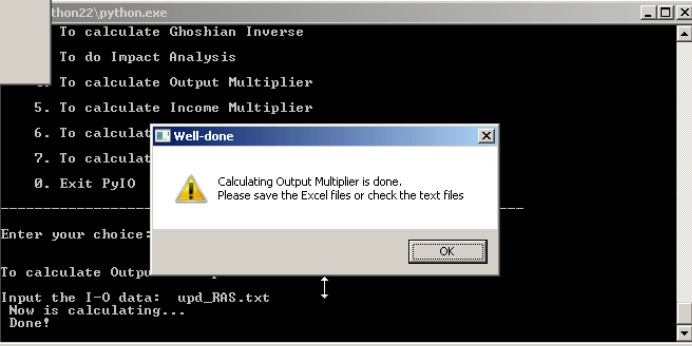 thon22\python.exe
To calculate Ghoshian Inverse
To do Impact Analysis
To calculate Output Multiplier
5. To calculate Income Multiplier
6. To calculat
7. To calculat
0. Exit PyIO
Well-done
Calculating Output Multiplier is done.
Please save the Excel files or check the text files
OK
Enter your choice:
To calculate Outpu
Input the I-O data: upd_RAS.txt
Now is calculating...
Done!